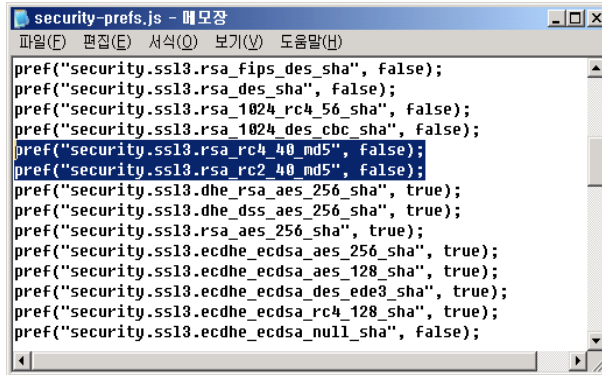 security-prefs.js - 메모장
파일(F) 편집(E) 서식(O) 보기(V) 도움말(H)
pref("security.ssl3.rsa_fips_des_sha", false);
pref("security.ssl3.rsa_des_sha", false);
pref("security.ssl3.rsa_1024_rc4_56_sha", false);
pref("security.ssl3.rsa_1024_des_cbc_sha", false);
pref("security.ssl3.rsa_rc4_40_md5", false);
pref("security.ssl3.rsa_rc2_40_md5", false);
pref("security.ssl3.dhe_rsa_aes_256_sha", true);
pref("security.ssl3.dhe_dss_aes_256_sha", true);
pref("security.ssl3.rsa_aes_256_sha", true);
pref("security.ssl3.ecdhe_ecdsa_aes_256_sha", true);
pref("security.ssl3.ecdhe_ecdsa_aes_128_sha", true);
pref("security.ssl3.ecdhe_ecdsa_des_ede3_sha", true);
pref("security.ssl3.ecdhe_ecdsa_rc4_128_sha", true);
pref("security.ssl3.ecdhe_ecdsa_null_sha", false);